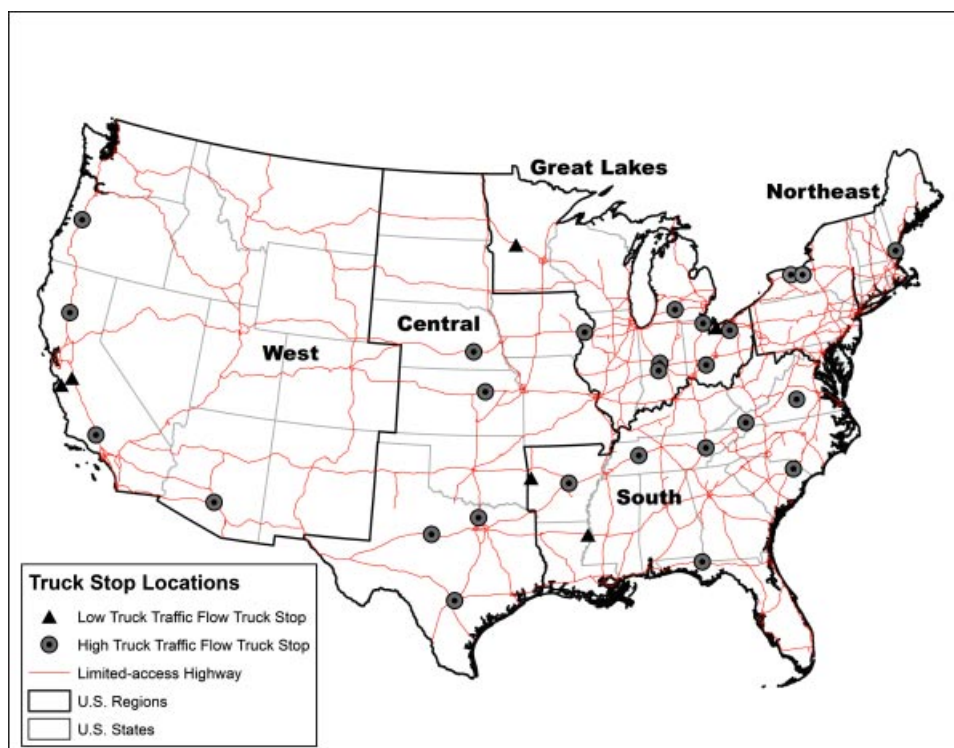 Great Lakes
Northeast
Central
West
South
Truck Stop Locations
Low Truck Traffic Flow Truck Stop
High Truck Traffic Flow Truck Stop
Limited-access Highway
U.S. Regions
U.S. States